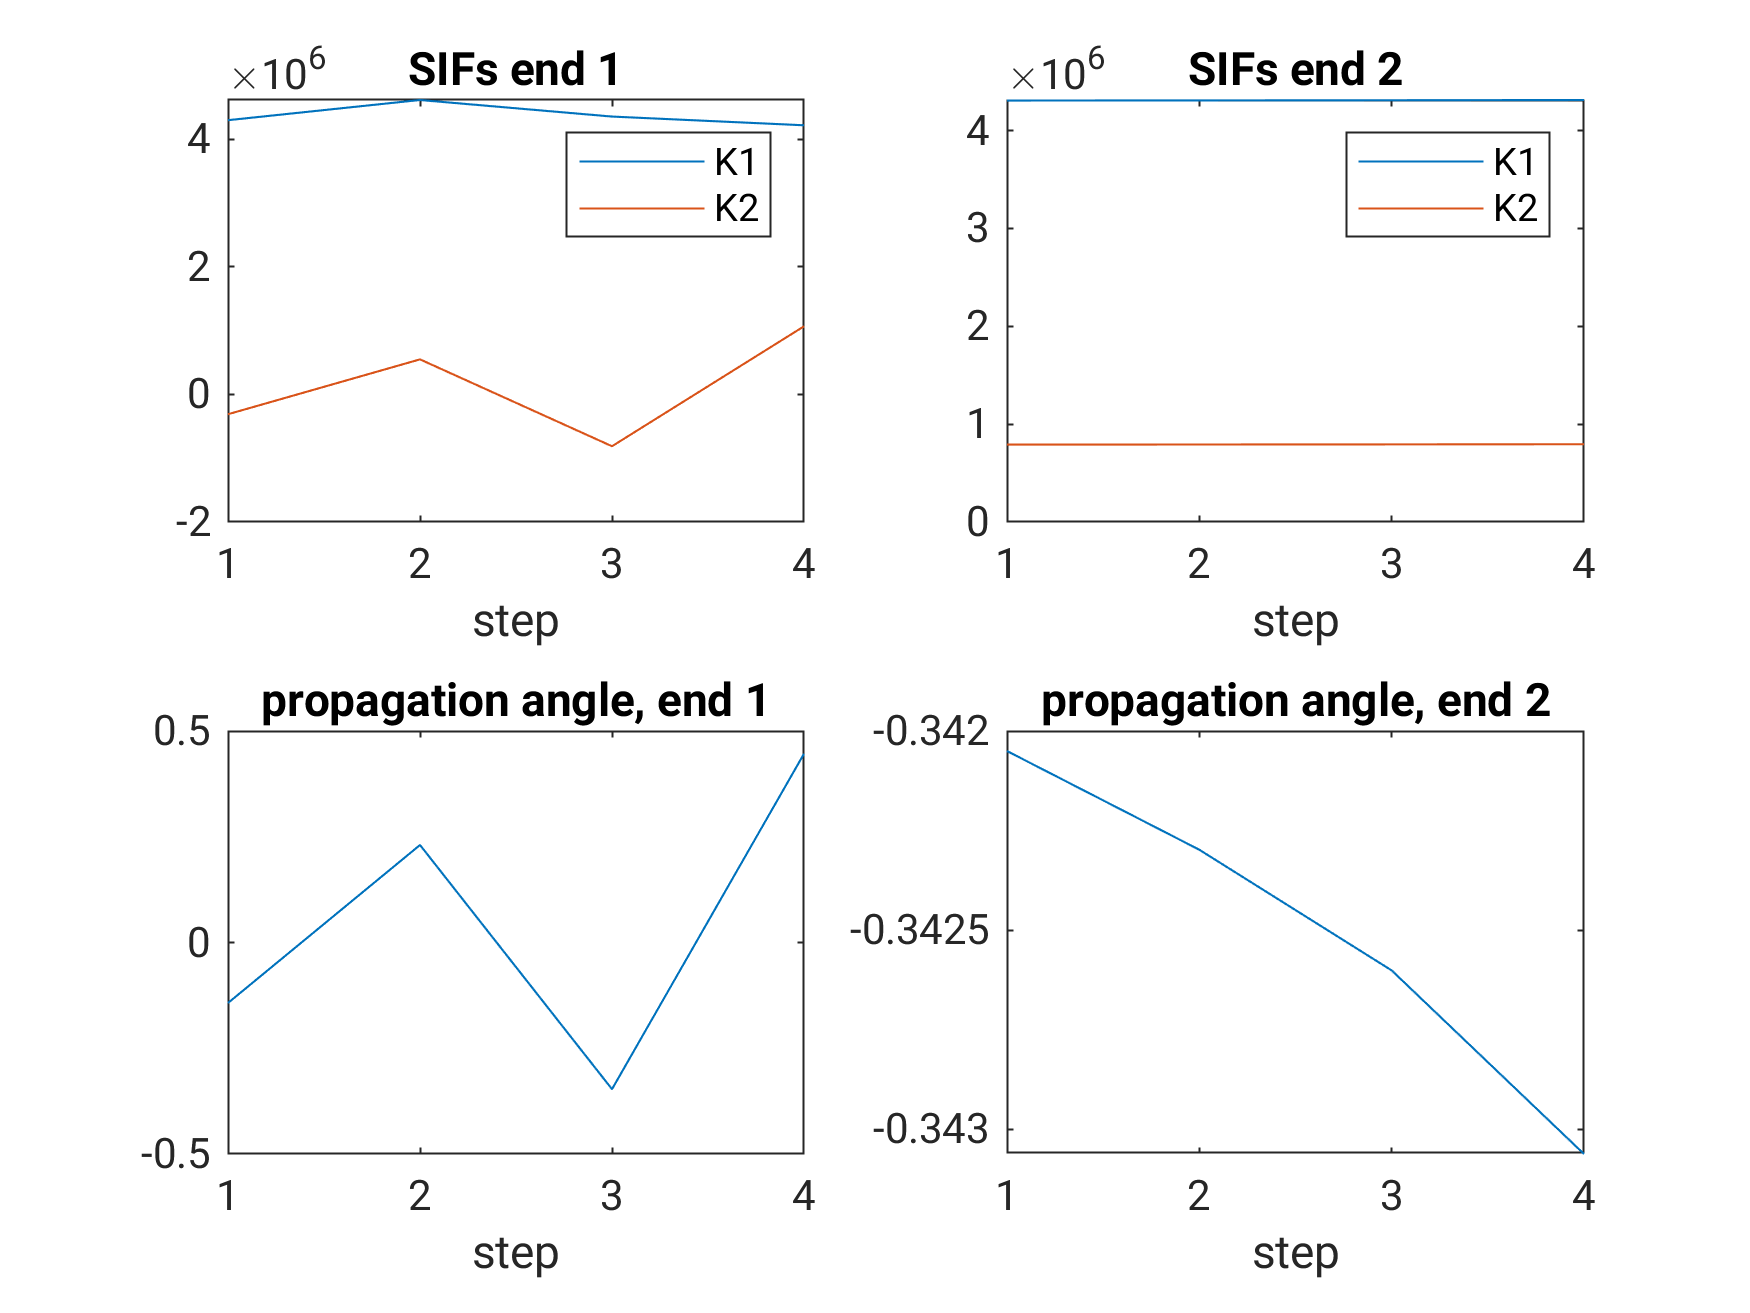 ×10^6 SIFs end 1
4
2
0
-2
1 2 3 4
step
K1
K2
×10^6 SIFs end 2
4
3
2
1
0
1 2 3 4
step
K1
K2
propagation angle, end 1
0.5
0
-0.5
1 2 3 4
step
propagation angle, end 2
-0.342
-0.3425
-0.343
1 2 3 4
step